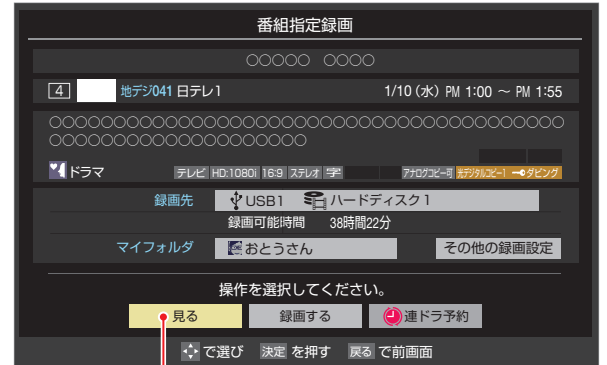 番組指定録画
○○○○○ ○○○○
4 地デジ041 日テレ1 1/10 (水) PM 1:00 ～ PM 1:55
○○○○○○○○○○○○○○○○○○○○○○○○○○○○○○○○○○○○○○○○
○○○○○○○○○○○○○○○○○○○○
ドラマ テレビ HD:1080i 16:9 ステレオ 字 アナログコピー可 光デジタルコピー1 ダビング
録画先 USB1 ハードディスク1
録画可能時間 38時間22分
マイフォルダ おとうさん その他の録画設定
操作を選択してください。
見る 録画する 連ドラ予約
で選び 決定 を押す 戻る で前画面